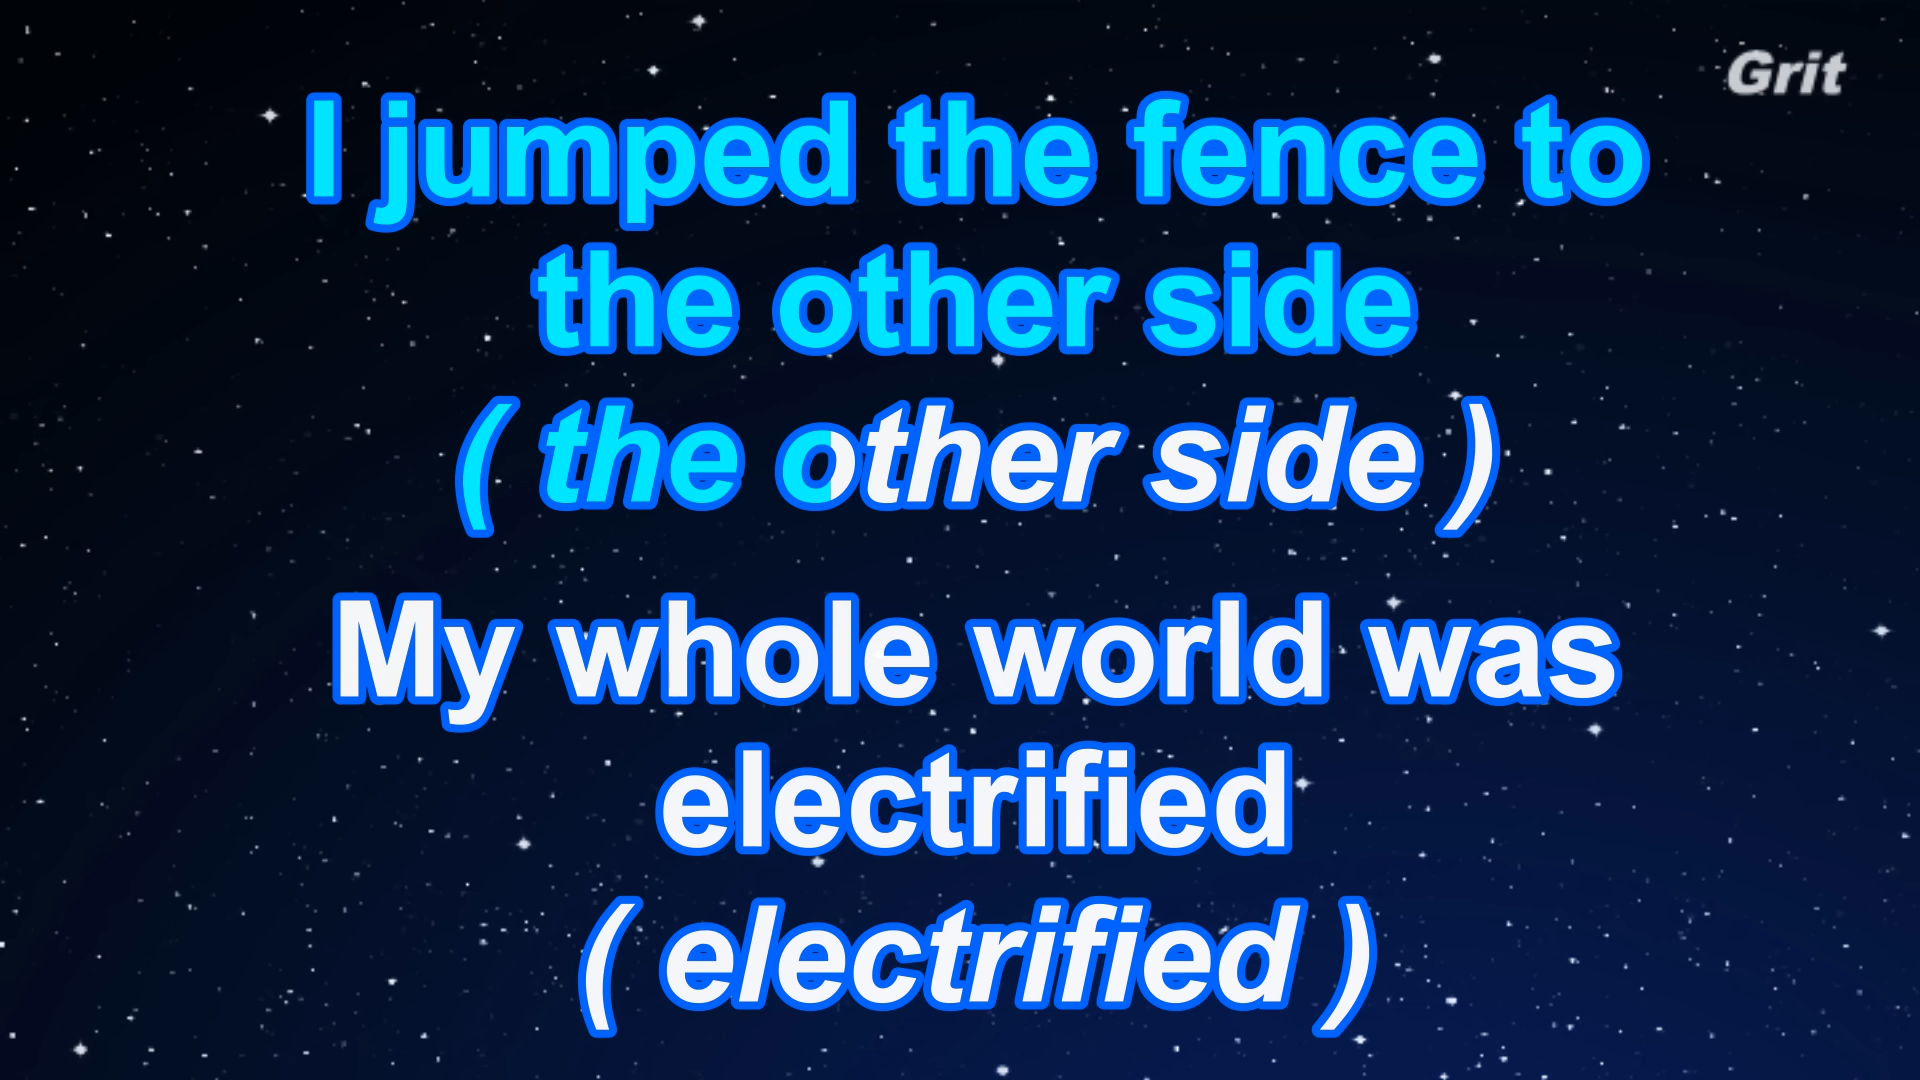 Grit
I jumped the fence to
the other side
( the other side )
My whole world was
electrified
( electrified )